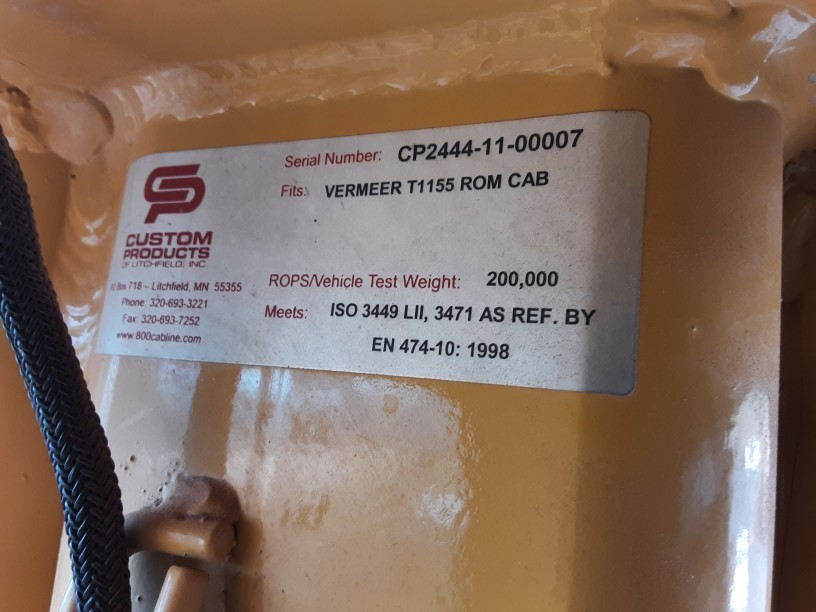 CP
CUSTOM
PRODUCTS
OF LITCHFIELD, INC.
PO Box 718 ~ Litchfield, MN 55355
Phone: 320-693-3221
Fax: 320-693-7252
www.800cabline.com
Serial Number: CP2444-11-00007
Fits: VERMEER T1155 ROM CAB
ROPS/Vehicle Test Weight: 200,000
Meets: ISO 3449 LII, 3471 AS REF. BY
EN 474-10: 1998